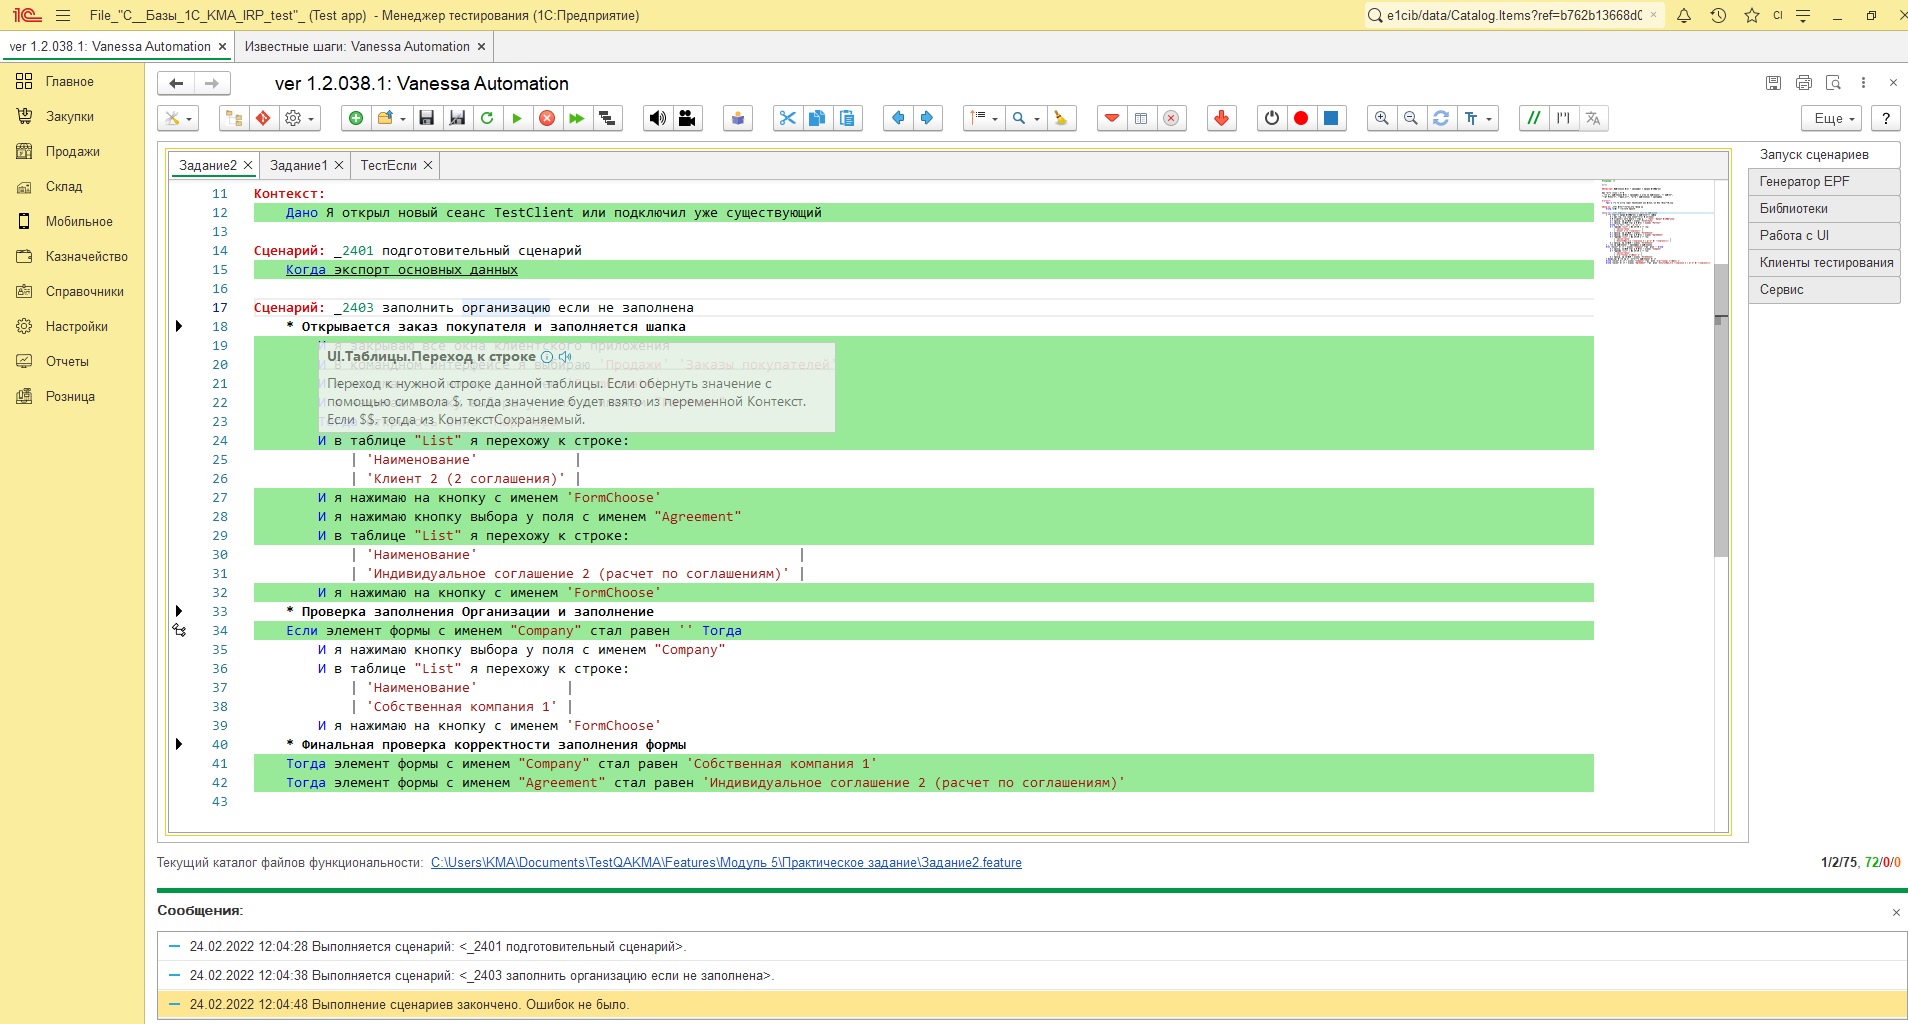 File_"C__Базы_1С_KMA_IRP_test"_ (Test app) - Менеджер тестирования (1С:Предприятие)
e1cib/data/Catalog.Items?ref=b762b13668d0
CI
ver 1.2.038.1: Vanessa Automation
Известные шаги: Vanessa Automation
Главное
Закупки
Продажи
Склад
Мобильное
Казначейство
Справочники
Настройки
Отчеты
Розница
ver 1.2.038.1: Vanessa Automation
Еще
?
Задание2
Задание1
ТестЕсли
Запуск сценариев
Генератор EPF
Библиотеки
Работа с UI
Клиенты тестирования
Сервис
11 Контекст:
12 Дано Я открыл новый сеанс TestClient или подключил уже существующий
13
14 Сценарий: _2401 подготовительный сценарий
15 Когда экспорт основных данных
16
17 Сценарий: _2403 заполнить организацию если не заполнена
18 * Открывается заказ покупателя и заполняется шапка
19 И я закрываю все окна клиентского приложения
20 И в командном интерфейсе я выбираю 'Продажи' 'Заказы покупателей'
21
22
23
UI.Таблицы.Переход к строке
Переход к нужной строке данной таблицы. Если обернуть значение с
помощью символа $, тогда значение будет взято из переменной Контекст.
Если $$, тогда из КонтекстСохраняемый.
24 И в таблице "List" я перехожу к строке:
25 | 'Наименование' |
26 | 'Клиент 2 (2 соглашения)' |
27 И я нажимаю на кнопку с именем 'FormChoose'
28 И я нажимаю кнопку выбора у поля с именем "Agreement"
29 И в таблице "List" я перехожу к строке:
30 | 'Наименование' |
31 | 'Индивидуальное соглашение 2 (расчет по соглашениям)' |
32 И я нажимаю на кнопку с именем 'FormChoose'
33 * Проверка заполнения Организации и заполнение
34 Если элемент формы с именем "Company" стал равен '' Тогда
35 И я нажимаю кнопку выбора у поля с именем "Company"
36 И в таблице "List" я перехожу к строке:
37 | 'Наименование' |
38 | 'Собственная компания 1' |
39 И я нажимаю на кнопку с именем 'FormChoose'
40 * Финальная проверка корректности заполнения формы
41 Тогда элемент формы с именем "Company" стал равен 'Собственная компания 1'
42 Тогда элемент формы с именем "Agreement" стал равен 'Индивидуальное соглашение 2 (расчет по соглашениям)'
43
Текущий каталог файлов функциональности: C:\Users\KMA\Documents\TestQAKMA\Features\Модуль 5\Практическое задание\Задание2.feature
1/2/75, 72/0/0
Сообщения:
24.02.2022 12:04:28 Выполняется сценарий: <_2401 подготовительный сценарий>.
24.02.2022 12:04:38 Выполняется сценарий: <_2403 заполнить организацию если не заполнена>.
24.02.2022 12:04:48 Выполнение сценариев закончено. Ошибок не было.